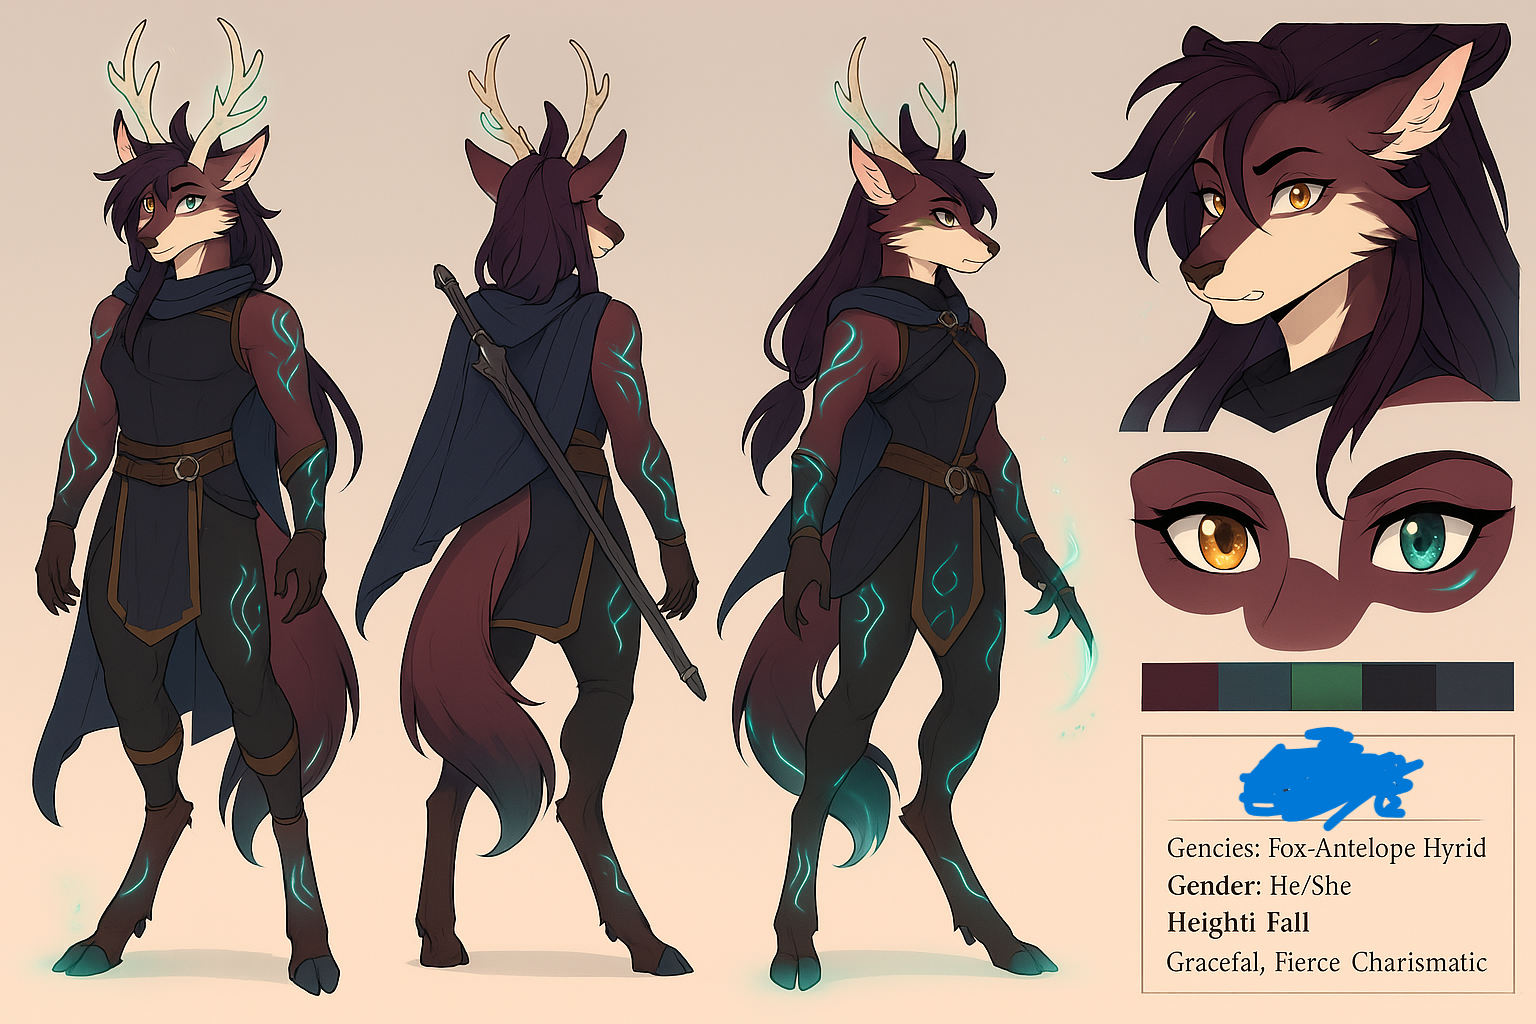 Gencies: Fox-Antelope Hyrid
Gender: He/She
Heighti Fall
Gracefal, Fierce Charismatic